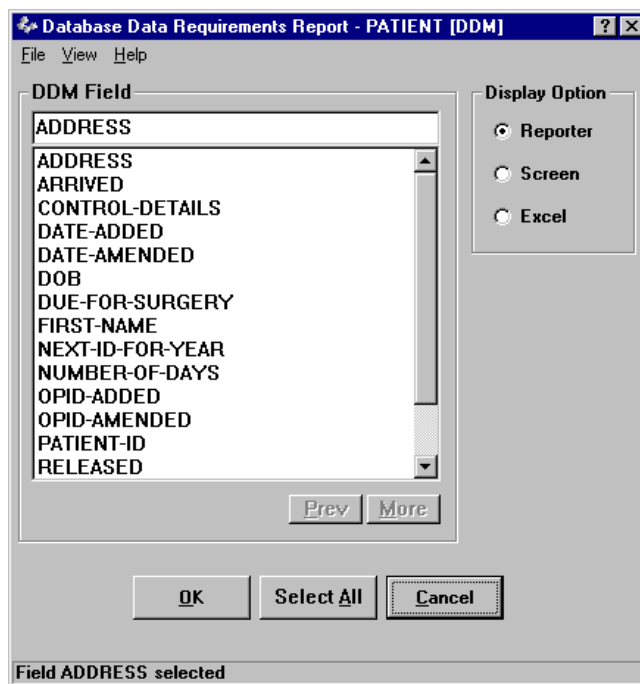 Database Data Requirements Report - PATIENT [DDM]
File View Help
DDM Field
ADDRESS
ADDRESS
ARRIVED
CONTROL-DETAILS
DATE-ADDED
DATE-AMENDED
DOB
DUE-FOR-SURGERY
FIRST-NAME
NEXT-ID-FOR-YEAR
NUMBER-OF-DAYS
OPID-ADDED
OPID-AMENDED
PATIENT-ID
RELEASED
Prev More
Display Option
Reporter
Screen
Excel
OK Select All Cancel
Field ADDRESS selected